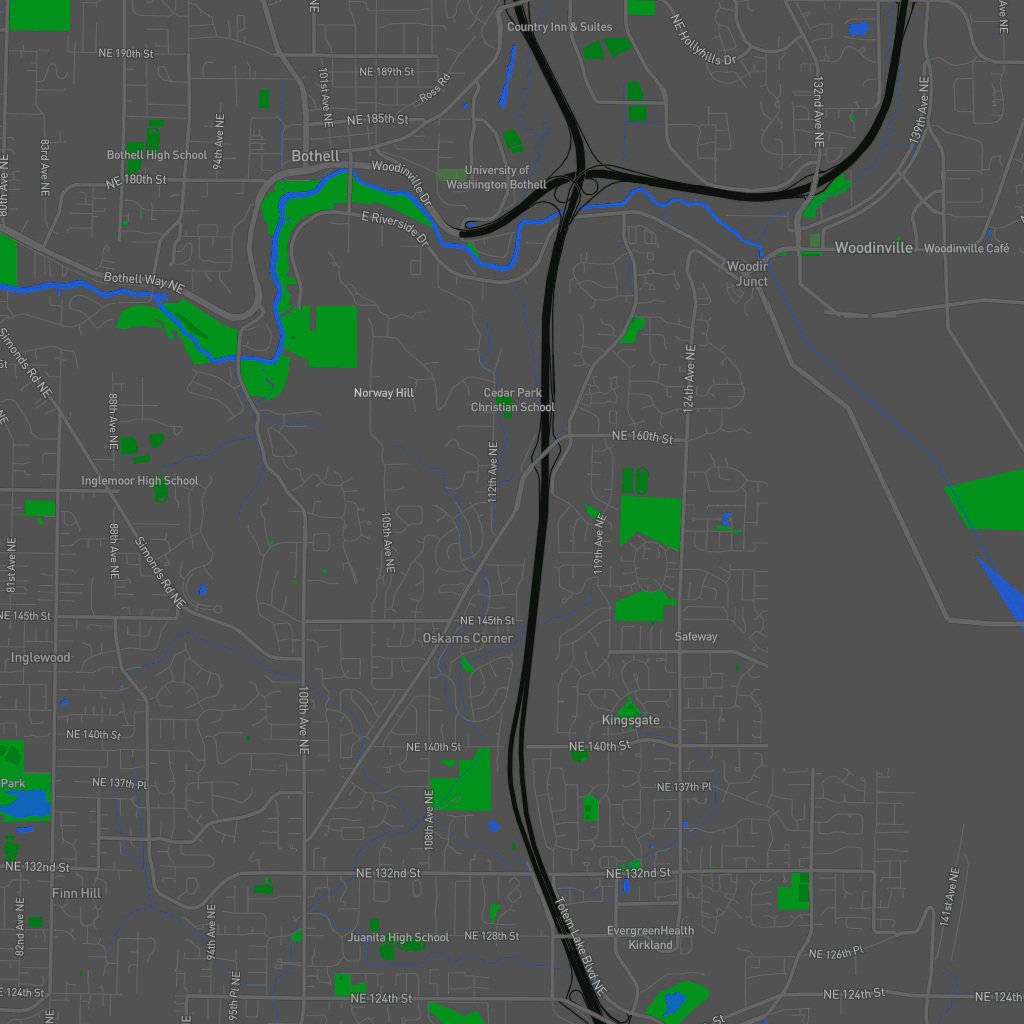 Country Inn & Suites
NE
NE Hollyhills Dr
Ave NE
NE 190th St
NE 189th St
101st Ave NE
Ross Rd
132nd Ave NE
139th Ave NE
NE 185th St
94th Ave NE
83rd Ave NE
80th Ave NE
Bothell High School
Bothell
Woodinville Dr
University of
Washington Bothell
NE 180th St
E Riverside Dr
Woodinville
Woodinville Café
Bothell Way NE
Woodin
Junct
Simonds Rd NE
St
124th Ave NE
Norway Hill
Cedar Park
Christian School
88th Ave NE
NE
NE 160th St
112th Ave NE
Inglemoor High School
105th Ave NE
119th Ave NE
88th Ave NE
81st Ave NE
Simonds Rd NE
NE 145th St
NE 145th St
Oskams Corner
Safeway
Inglewood
100th Ave NE
Kingsgate
NE 140th St
NE 140th St
NE 140th St
Park
NE 137th Pl
NE 137th Pl
108th Ave NE
NE 132nd St
NE 132nd St
NE 132nd St
Finn Hill
82nd Ave NE
94th Ave NE
141st Ave NE
Totem Lake Blvd NE
Juanita High School
NE 128th St
EvergreenHealth
Kirkland
NE 126th Pl
95th Pl NE
NE 124th St
NE 124th St
NE 124th St
NE 124th
NE
E
St